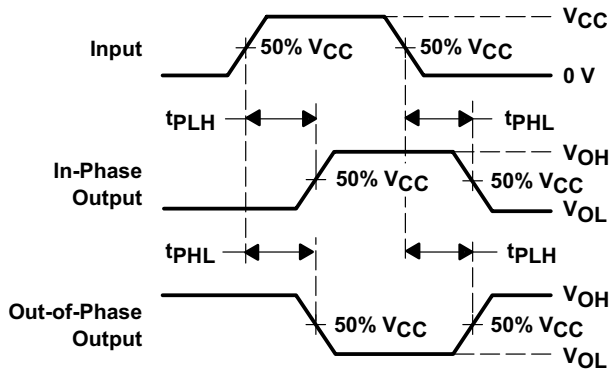 VCC
Input
50% VCC
50% VCC
0 V
tPLH
tPHL
In-Phase
Output
VOH
50% VCC
50% VCC
VOL
tPHL
tPLH
Out-of-Phase
Output
VOH
50% VCC
50% VCC
VOL